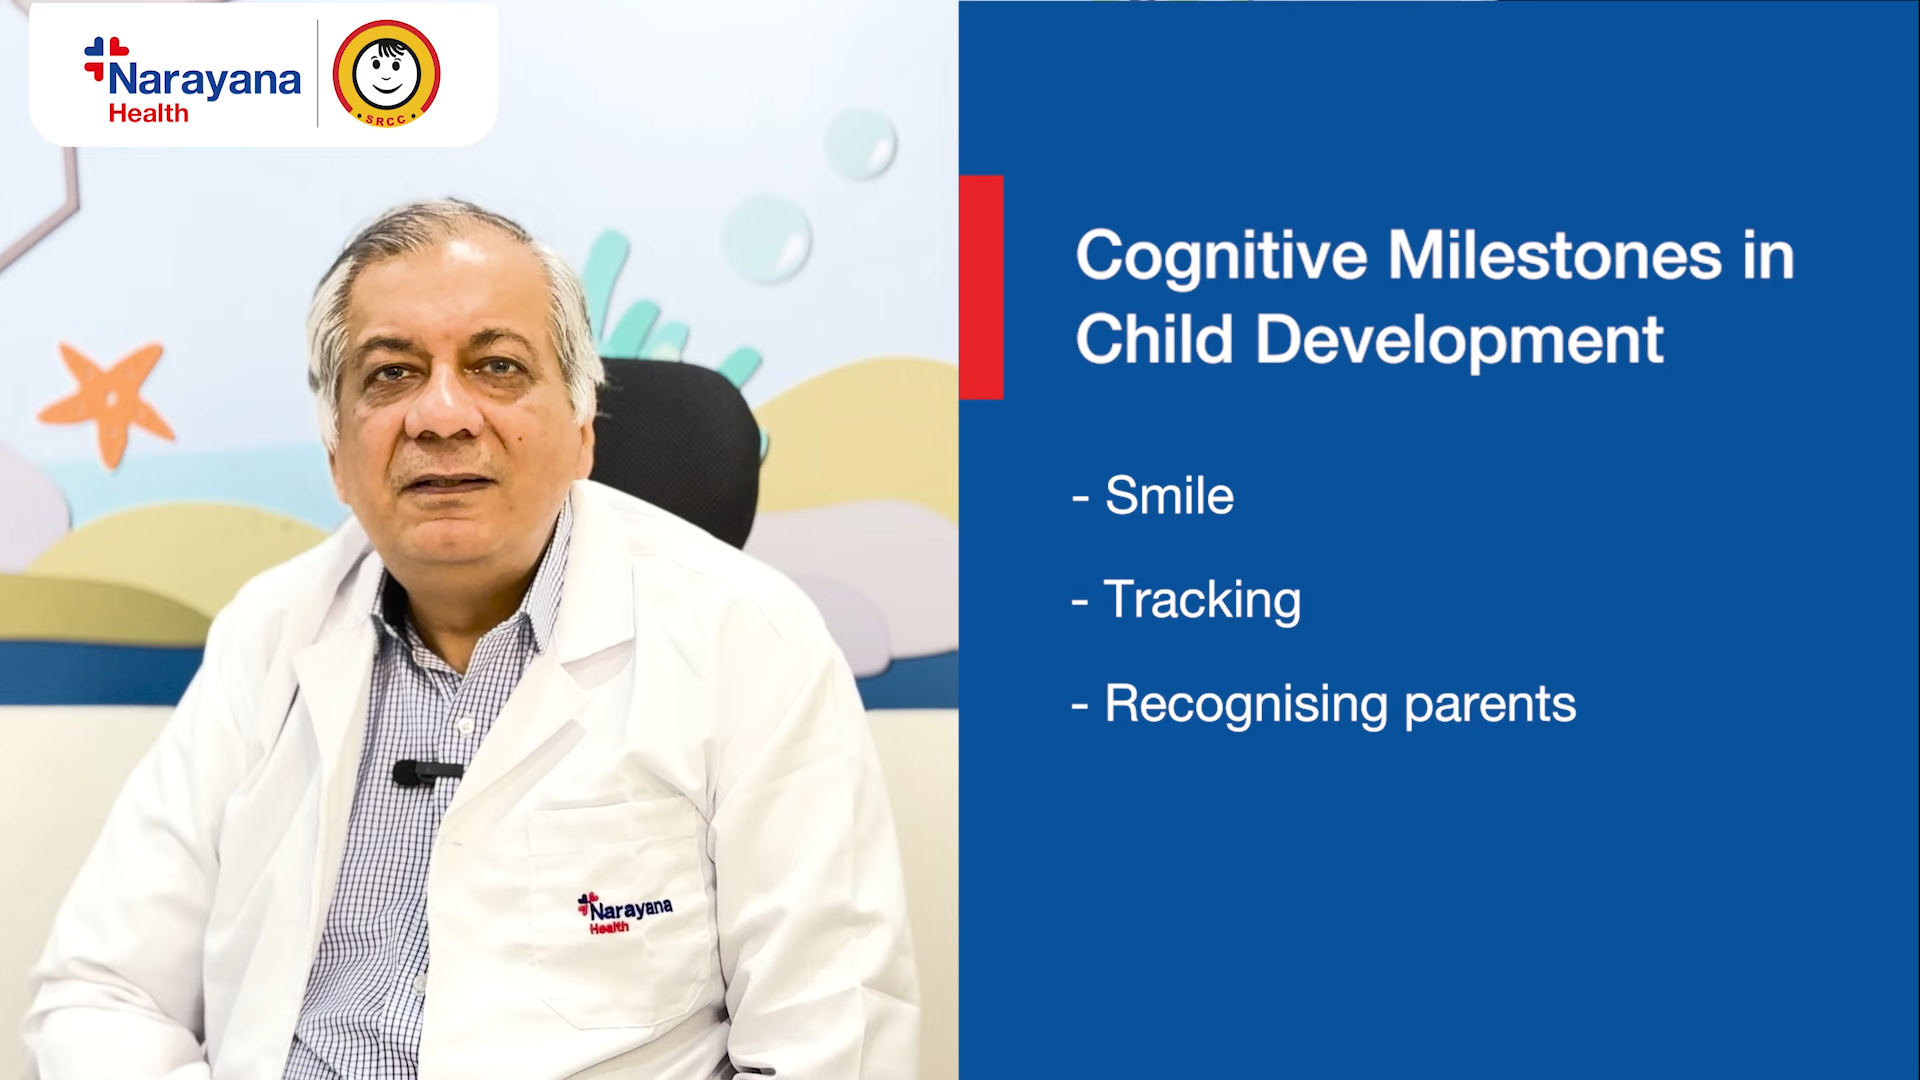 Narayana
Health
SRCC
Cognitive Milestones in
Child Development
- Smile
- Tracking
- Recognising parents
Narayana
Health